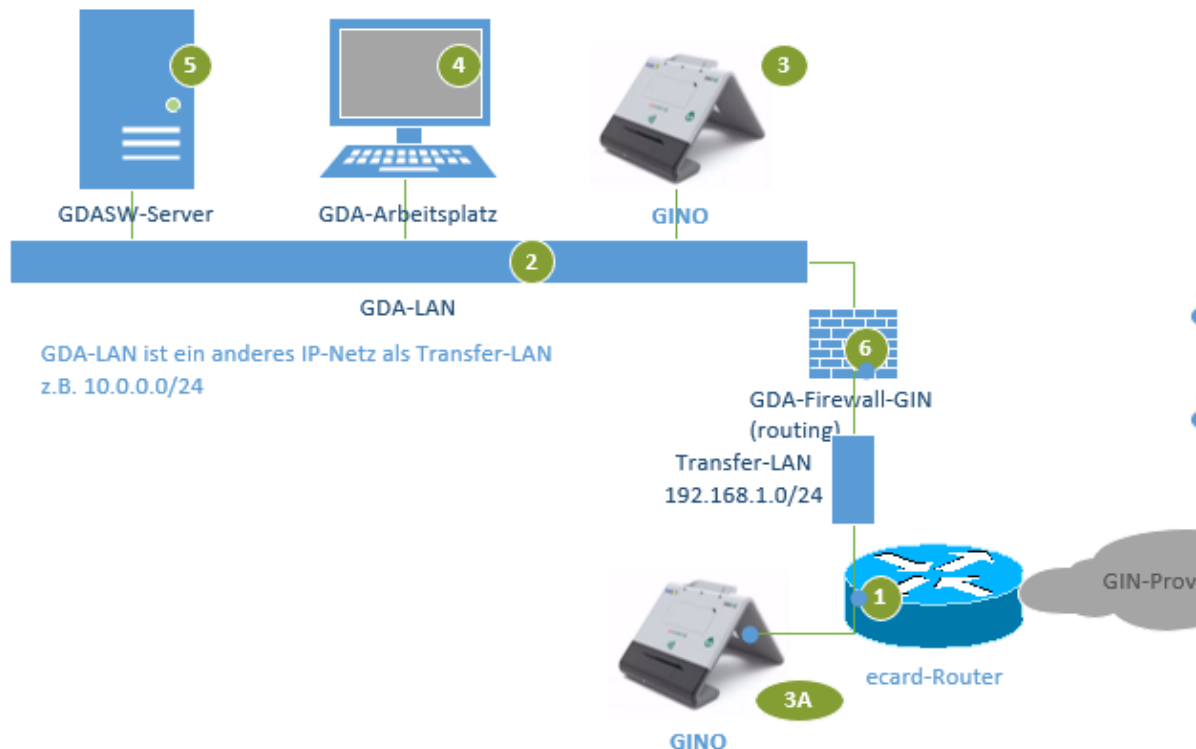 5
4
3
GDASW-Server
GDA-Arbeitsplatz
GINO
2
GDA-LAN
GDA-LAN ist ein anderes IP-Netz als Transfer-LAN
z.B. 10.0.0.0/24
6
GDA-Firewall-GIN
(routing)
Transfer-LAN
192.168.1.0/24
1
GIN-Prov
ecard-Router
3A
GINO